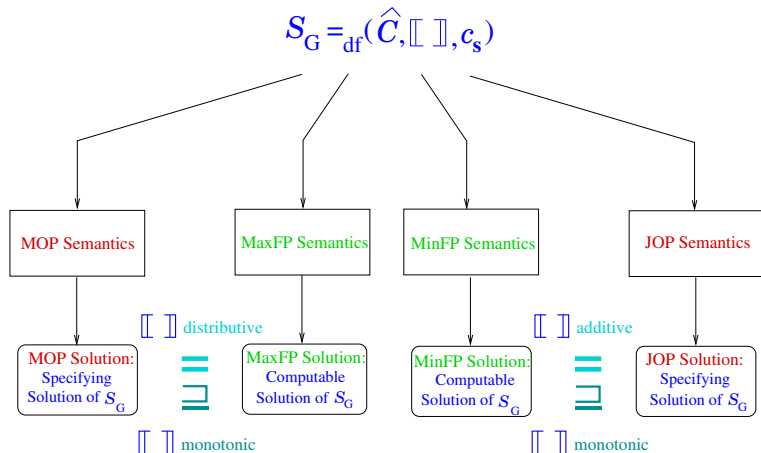 S_G =_df (Ĉ, ⟦ ⟧, c_s)
MOP Semantics
MaxFP Semantics
MinFP Semantics
JOP Semantics
⟦ ⟧ distributive
⟦ ⟧ additive
MOP Solution:
Specifying
Solution of S_G
=
⊒
MaxFP Solution:
Computable
Solution of S_G
MinFP Solution:
Computable
Solution of S_G
=
⊒
JOP Solution:
Specifying
Solution of S_G
⟦ ⟧ monotonic
⟦ ⟧ monotonic